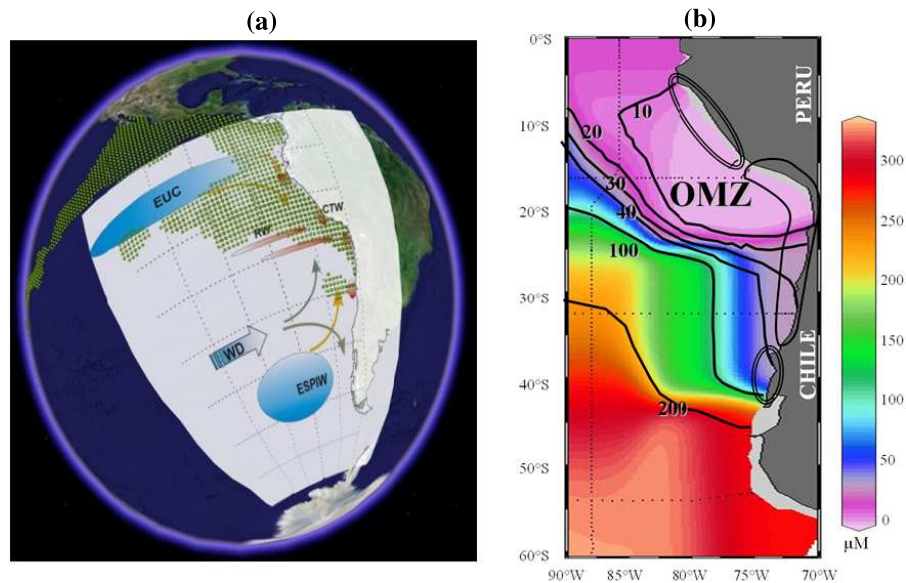 (a)
EUC
CTW
RW
WD
ESPIW
(b)
0°S
10°S
20°S
30°S
40°S
50°S
60°S
90°W
85°W
80°W
75°W
70°W
PERU
CHILE
OMZ
10
20
30
40
100
200
300
250
200
150
100
50
0
µM